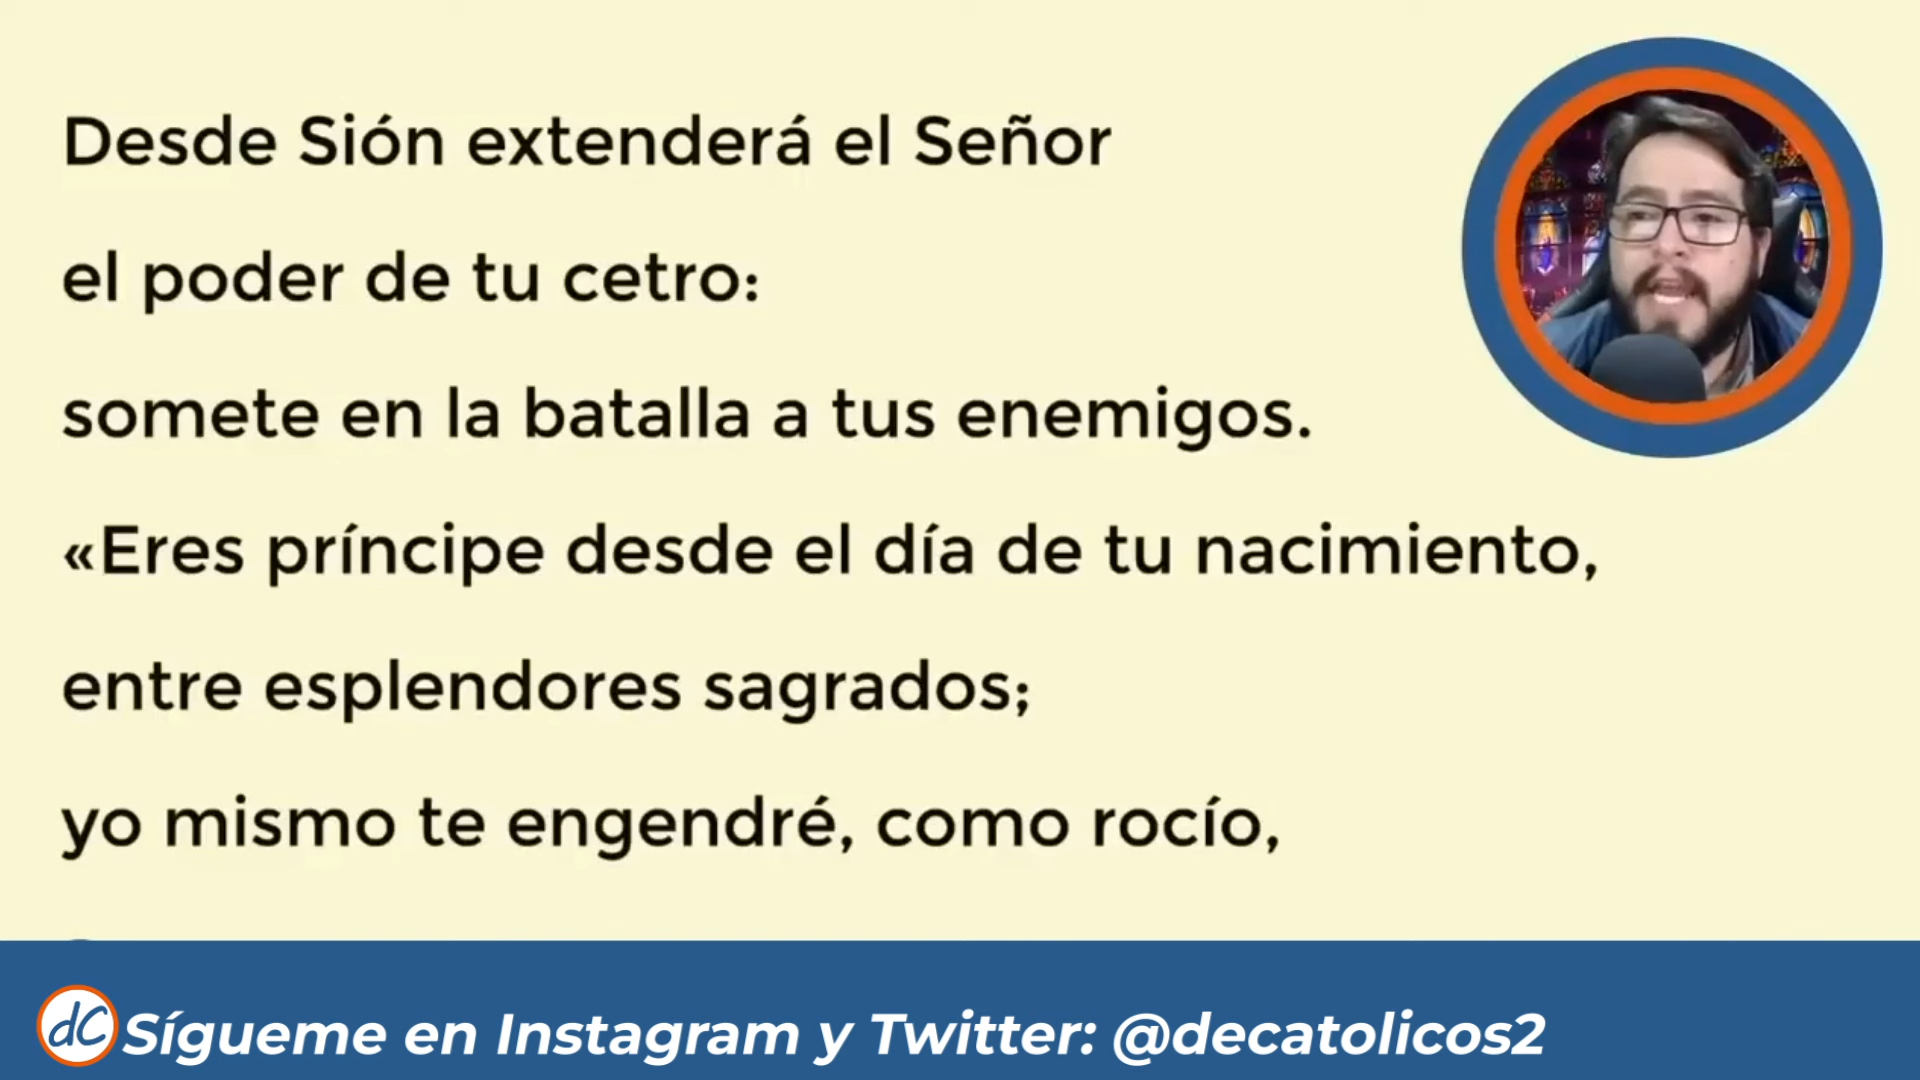 Desde Sión extenderá el Señor
el poder de tu cetro:
somete en la batalla a tus enemigos.
«Eres príncipe desde el día de tu nacimiento,
entre esplendores sagrados;
yo mismo te engendré, como rocío,
dC Sígueme en Instagram y Twitter: @decatolicos2